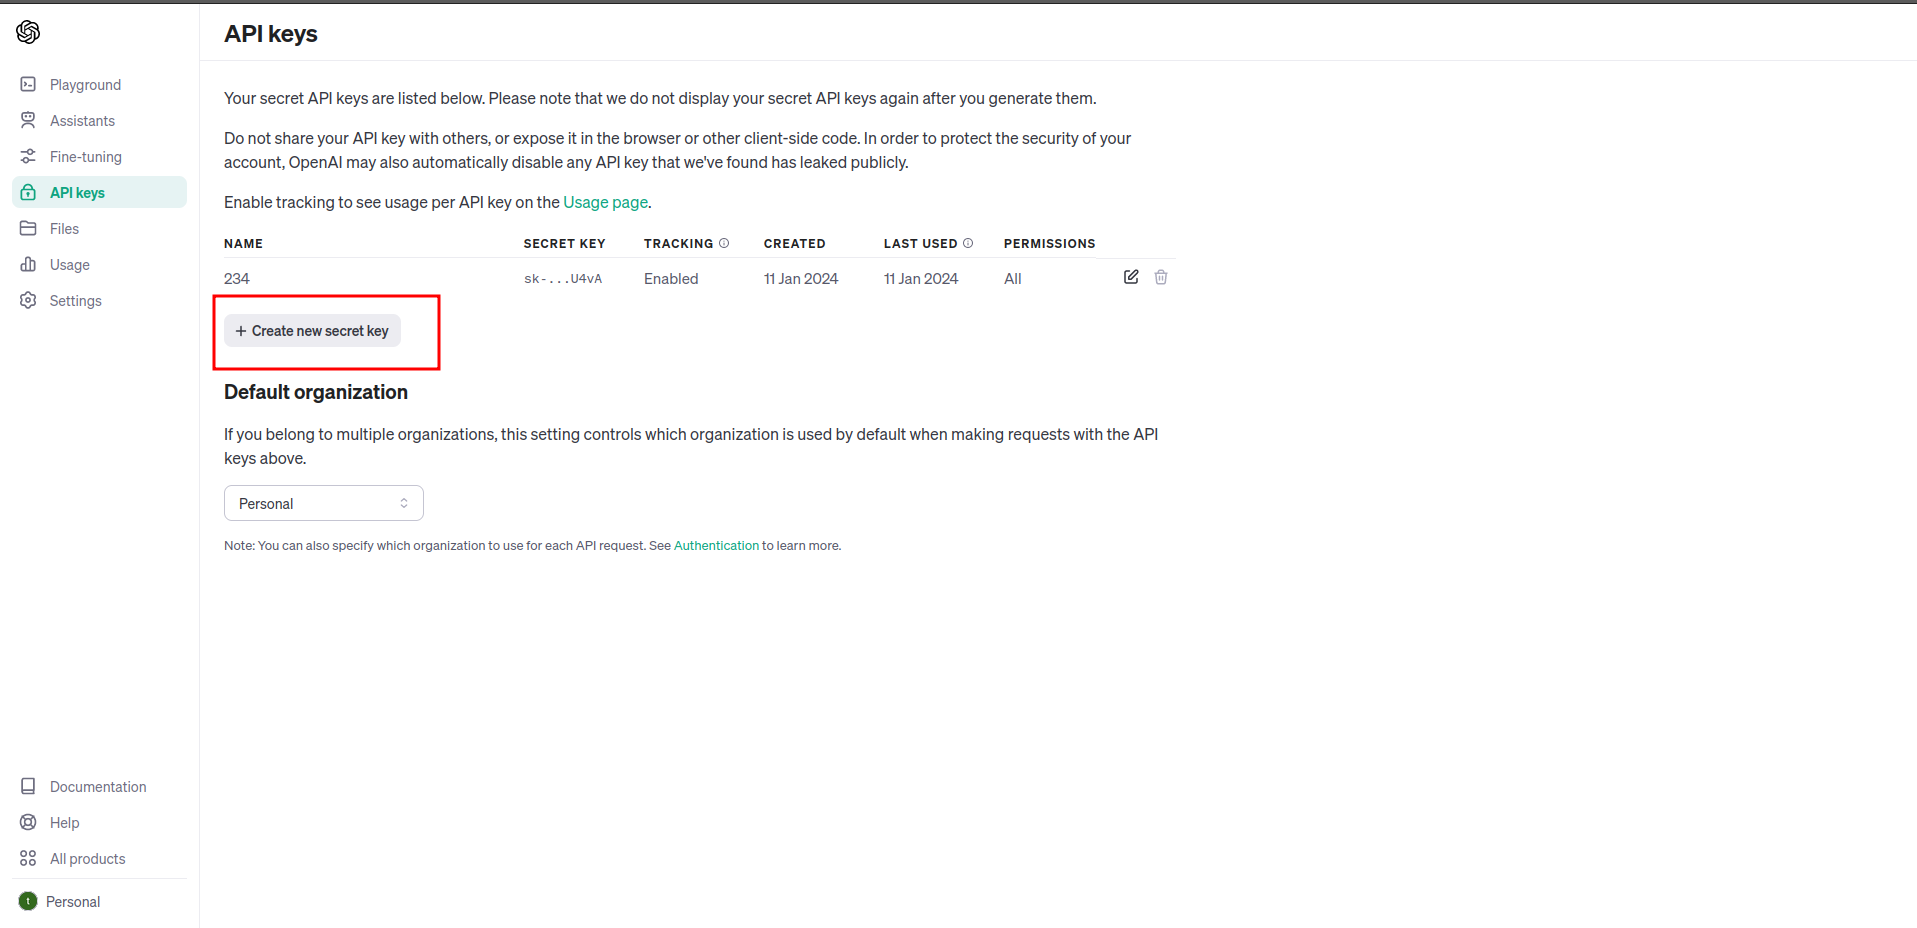 API keys
Playground
Assistants
Fine-tuning
API keys
Files
Usage
Settings
Your secret API keys are listed below. Please note that we do not display your secret API keys again after you generate them.
Do not share your API key with others, or expose it in the browser or other client-side code. In order to protect the security of your
account, OpenAI may also automatically disable any API key that we've found has leaked publicly.
Enable tracking to see usage per API key on the Usage page.
NAME SECRET KEY TRACKING CREATED LAST USED PERMISSIONS
234 sk-...U4vA Enabled 11 Jan 2024 11 Jan 2024 All
+ Create new secret key
Default organization
If you belong to multiple organizations, this setting controls which organization is used by default when making requests with the API
keys above.
Personal
Note: You can also specify which organization to use for each API request. See Authentication to learn more.
Documentation
Help
All products
t Personal